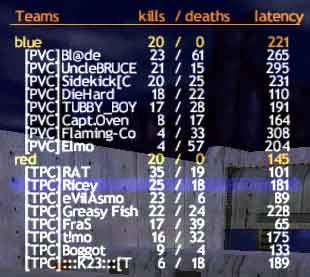 Teams kills / deaths latency
blue 20 / 0 221
[PVC]Bl@de 23 / 61 265
[PVC]UncleBRUCE 21 / 15 295
[PVC]Sidekick[C 20 / 25 231
[PVC]DieHard 18 / 22 110
[PVC]TUBBY_BOY 17 / 28 191
[PVC]Capt.Oven 8 / 17 164
[PVC]Flaming-Co 4 / 33 308
[PVC]Elmo 4 / 57 204
red 20 / 0 145
[TPC]RAT 35 / 19 101
[TPC]Ricey 25 / 18 181
[TPC]eVilAsmo 23 / 6 89
[TPC]Greasy Fish 22 / 24 228
[TPC]FraS 17 / 39 65
[TPC]timo 16 / 32 175
[TPC]Boggot 9 / 4 133
[TPC]:::K23:::[T 6 / 18 189